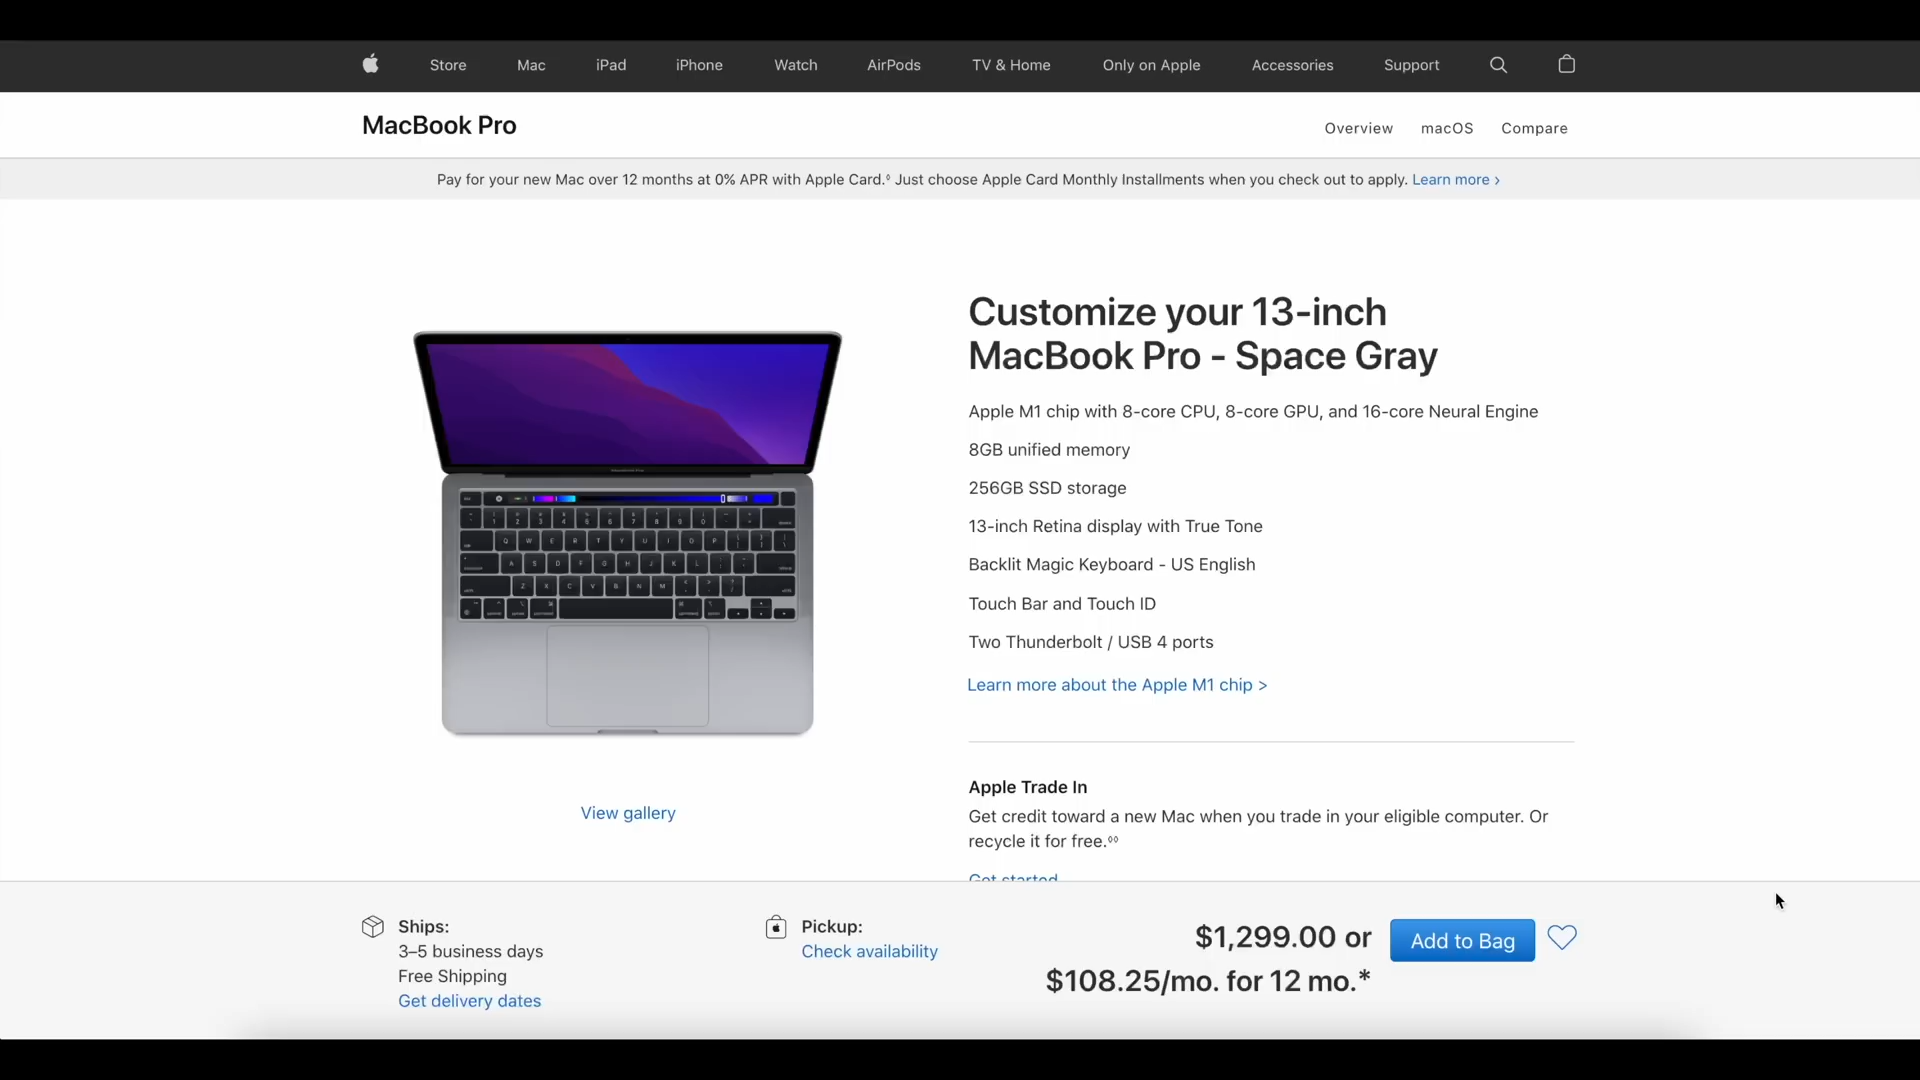 Store Mac iPad iPhone Watch AirPods TV & Home Only on Apple Accessories Support
MacBook Pro
Overview macOS Compare
Pay for your new Mac over 12 months at 0% APR with Apple Card.◊ Just choose Apple Card Monthly Installments when you check out to apply. Learn more ›
Customize your 13-inch
MacBook Pro - Space Gray
Apple M1 chip with 8-core CPU, 8-core GPU, and 16-core Neural Engine
8GB unified memory
256GB SSD storage
13-inch Retina display with True Tone
Backlit Magic Keyboard - US English
Touch Bar and Touch ID
Two Thunderbolt / USB 4 ports
Learn more about the Apple M1 chip >
View gallery
Apple Trade In
Get credit toward a new Mac when you trade in your eligible computer. Or
recycle it for free.◊◊
Get started
Ships:
3–5 business days
Free Shipping
Get delivery dates
Pickup:
Check availability
$1,299.00 or
$108.25/mo. for 12 mo.*
Add to Bag